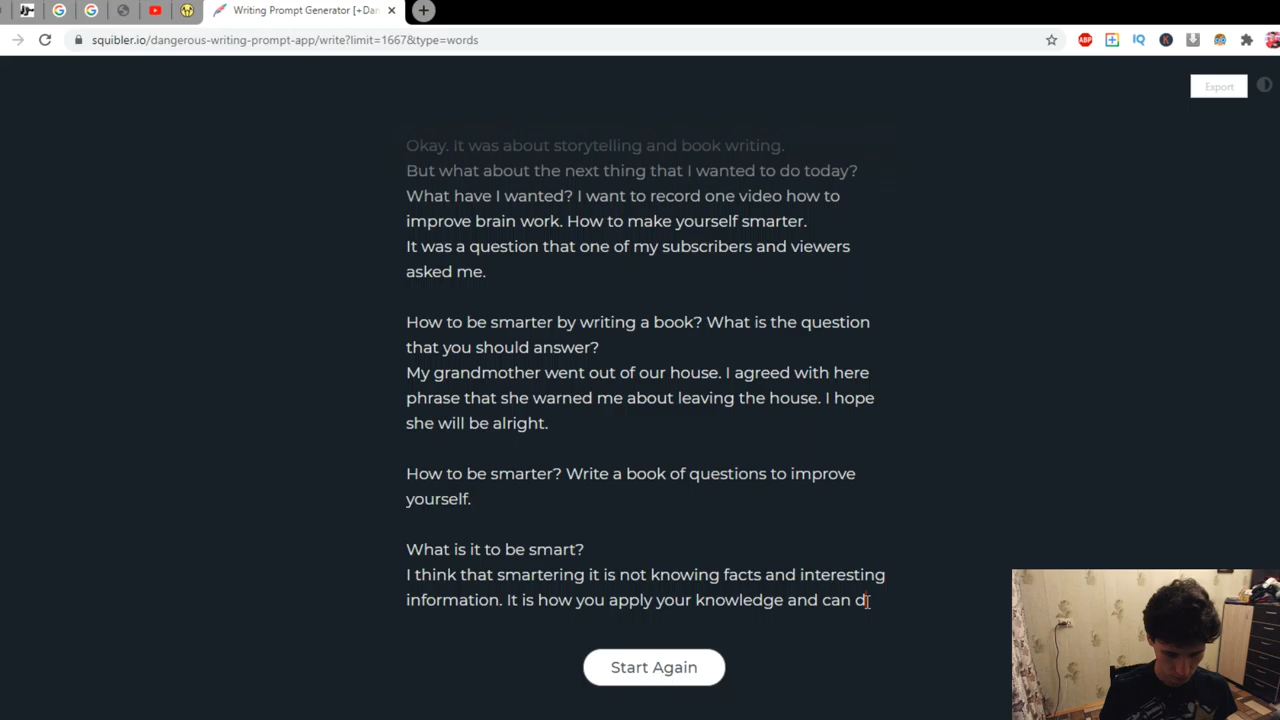 Writing Prompt Generator [+Dan
squibler.io/dangerous-writing-prompt-app/write?limit=1667&type=words
ABP
IQ
K
Export
Okay. It was about storytelling and book writing.
But what about the next thing that I wanted to do today?
What have I wanted? I want to record one video how to
improve brain work. How to make yourself smarter.
It was a question that one of my subscribers and viewers
asked me.
How to be smarter by writing a book? What is the question
that you should answer?
My grandmother went out of our house. I agreed with here
phrase that she warned me about leaving the house. I hope
she will be alright.
How to be smarter? Write a book of questions to improve
yourself.
What is it to be smart?
I think that smartering it is not knowing facts and interesting
information. It is how you apply your knowledge and can d
Start Again